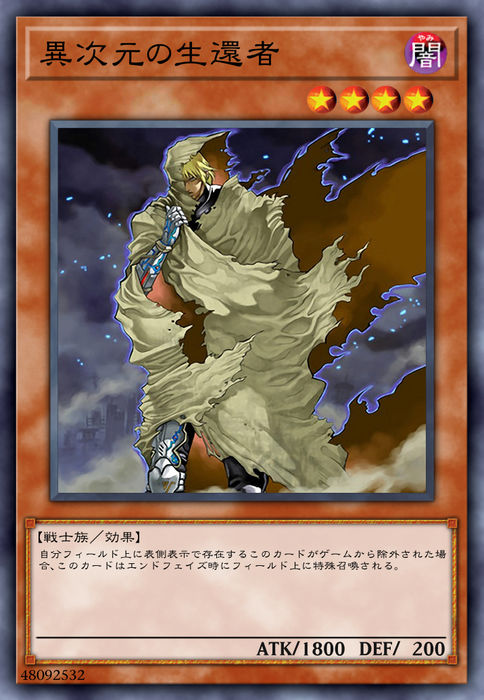 異次元の生還者
やみ
闇
【戦士族／効果】
自分フィールド上に表側表示で存在するこのカードがゲームから除外された場
合、このカードはエンドフェイズ時にフィールド上に特殊召喚される。
ATK/1800 DEF/ 200
48092532